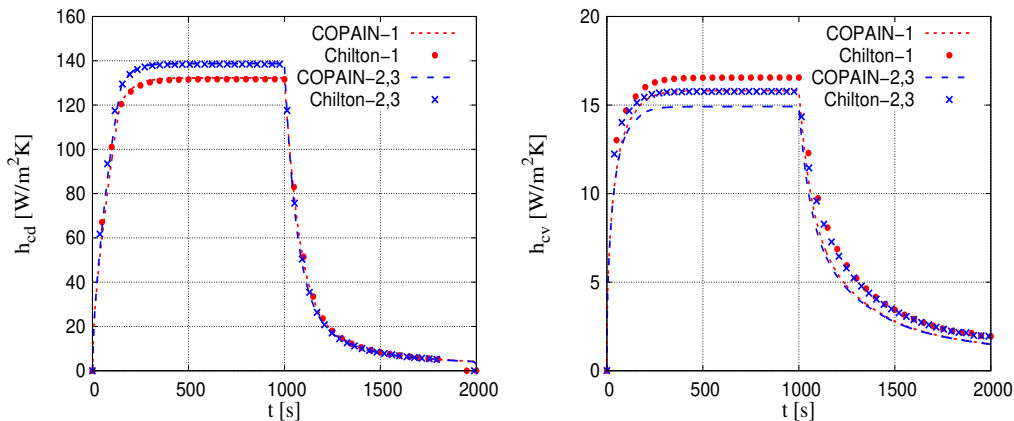 160
140
120
100
80
60
40
20
0
h_cd [W/m²K]
0 500 1000 1500 2000
t [s]
COPAIN−1
Chilton−1
COPAIN−2,3
Chilton−2,3
20
15
10
5
0
h_cv [W/m²K]
0 500 1000 1500 2000
t [s]
COPAIN−1
Chilton−1
COPAIN−2,3
Chilton−2,3